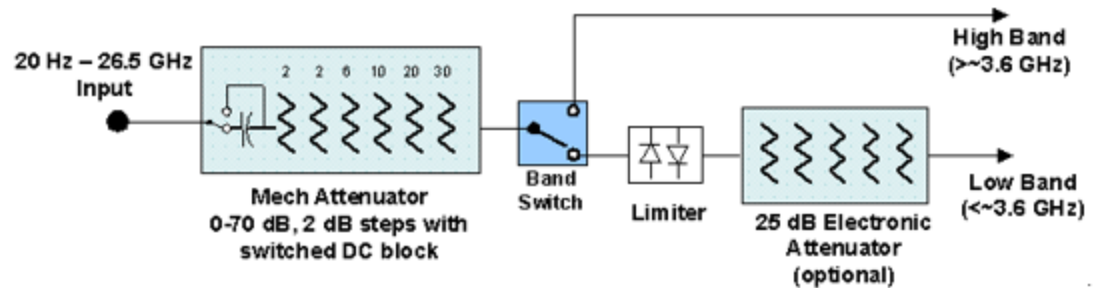 20 Hz – 26.5 GHz
Input
2 2 6 10 20 30
Mech Attenuator
0-70 dB, 2 dB steps with
switched DC block
Band
Switch
Limiter
25 dB Electronic
Attenuator
(optional)
High Band
(>~3.6 GHz)
Low Band
(<~3.6 GHz)